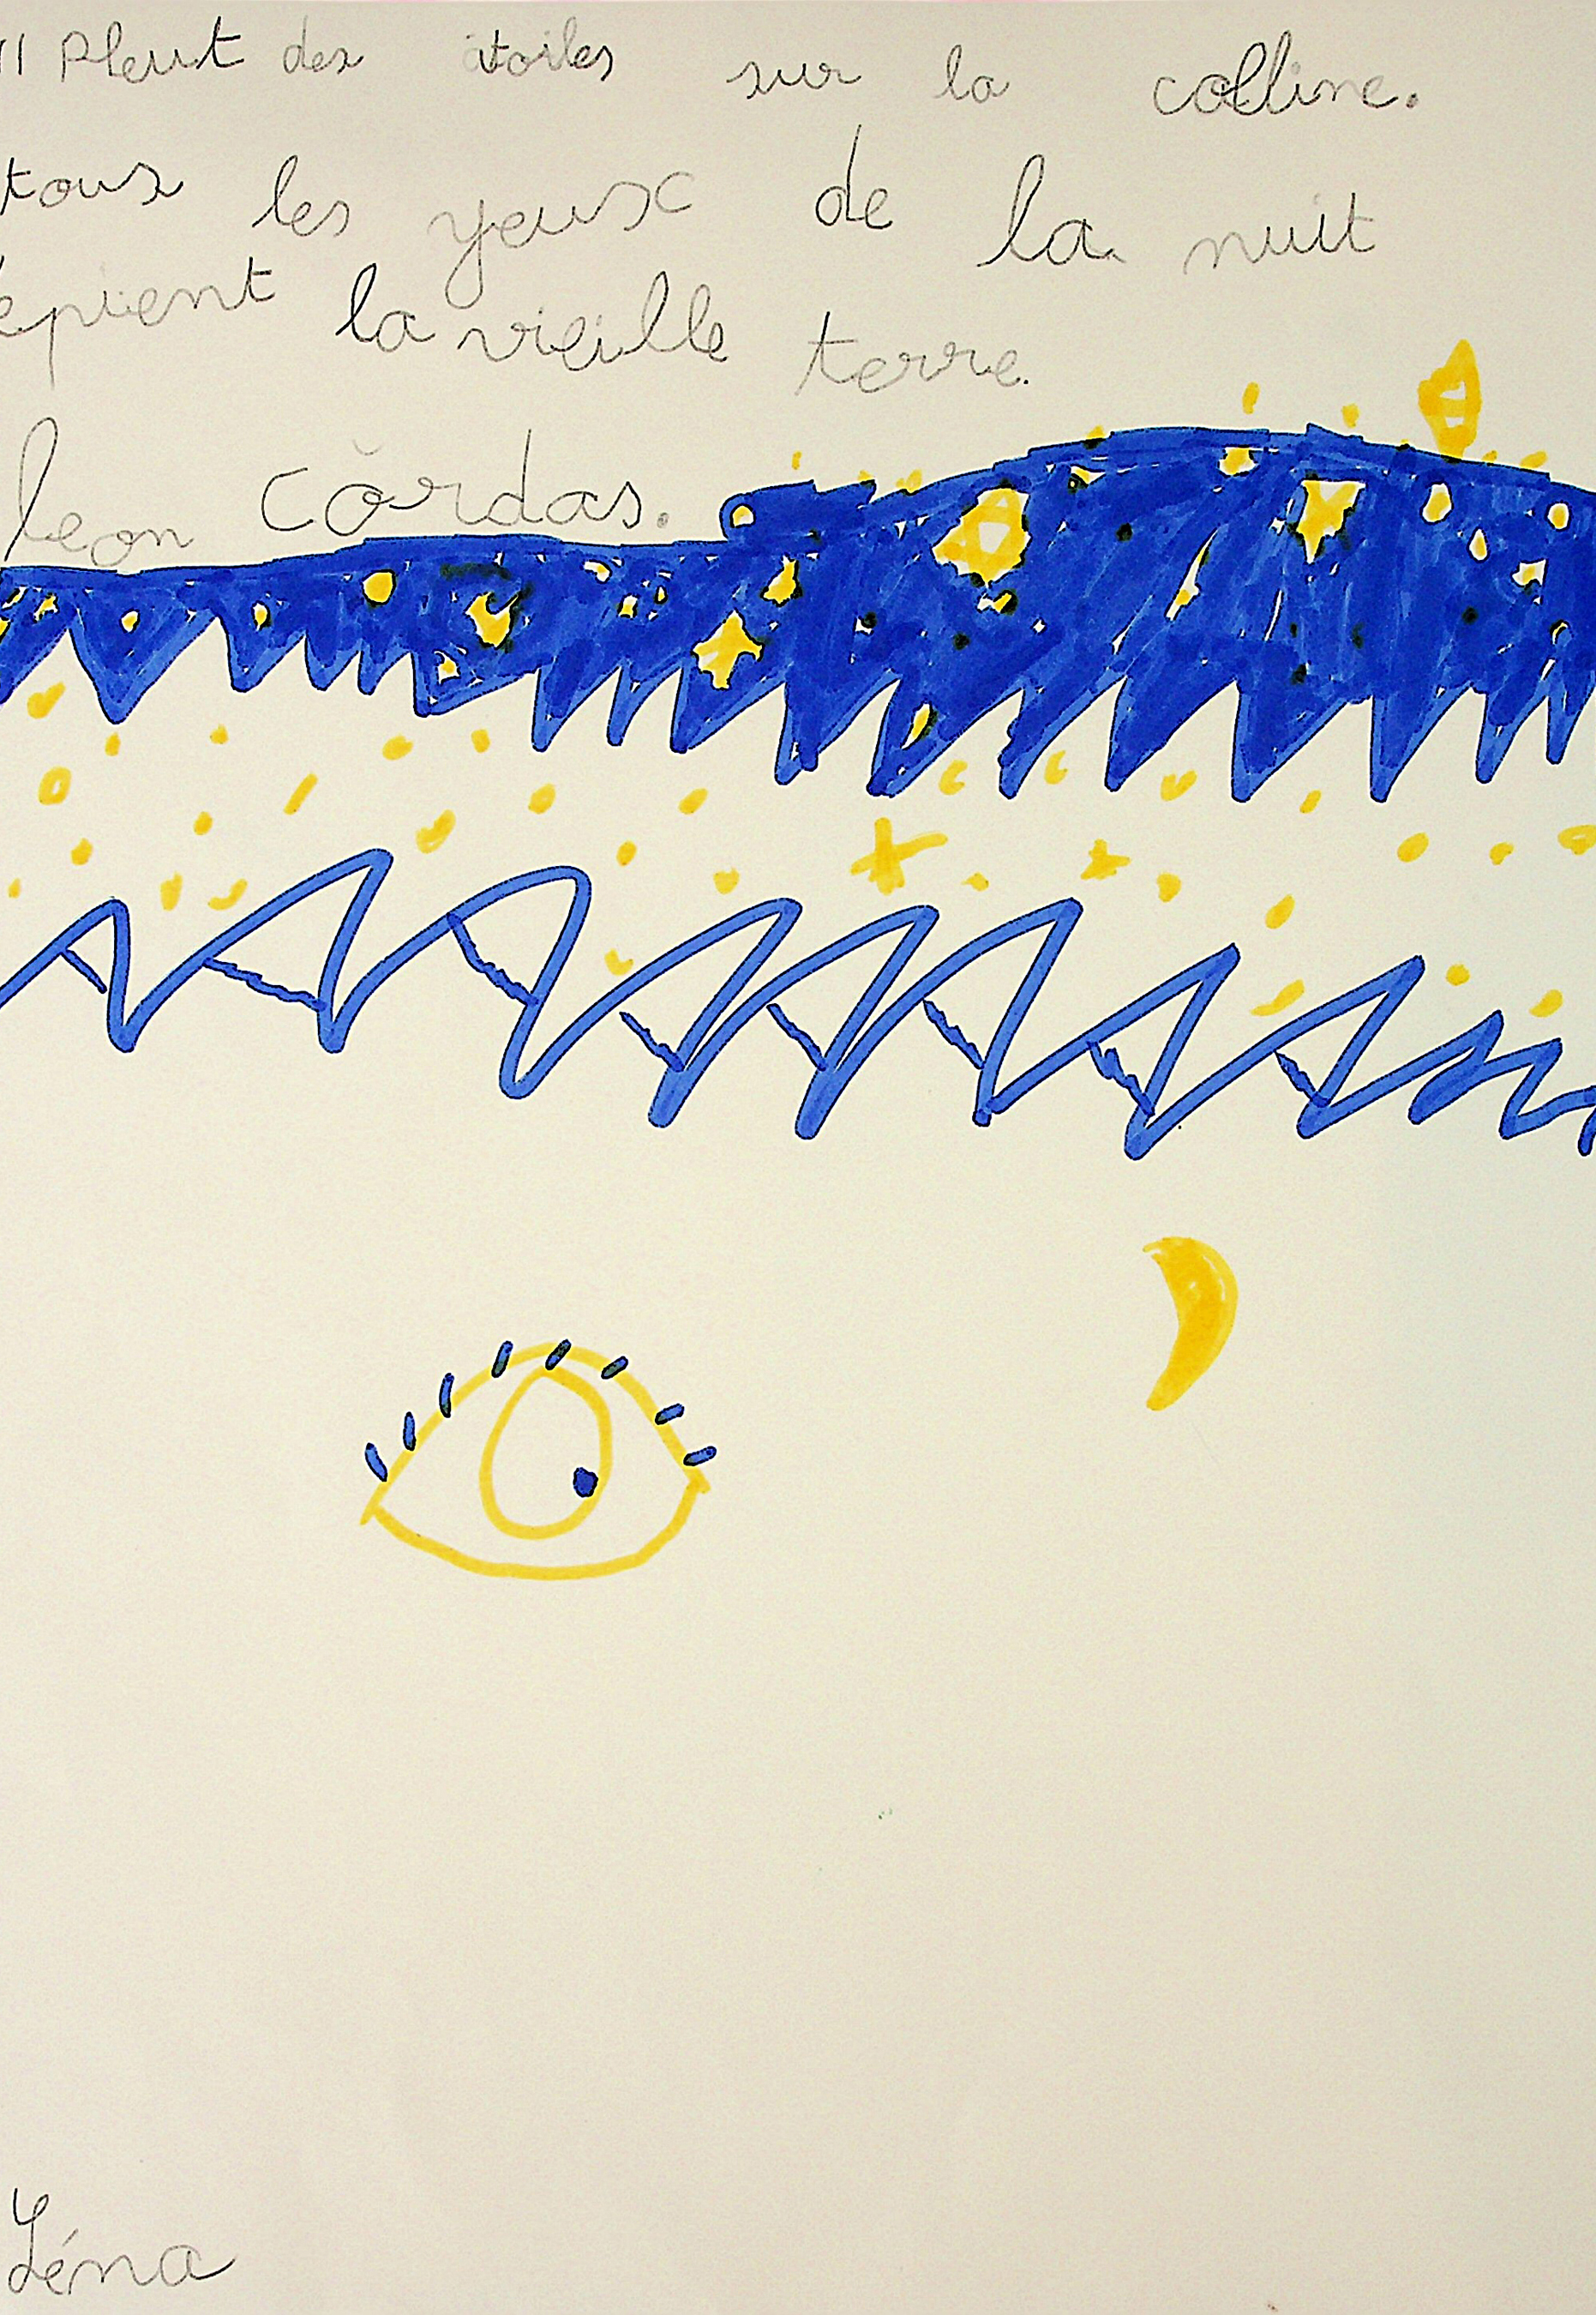 Il Pleut des étoiles sur la colline.
tous les yeux de la nuit
épient la vieille terre.
leon cordas.
Léna